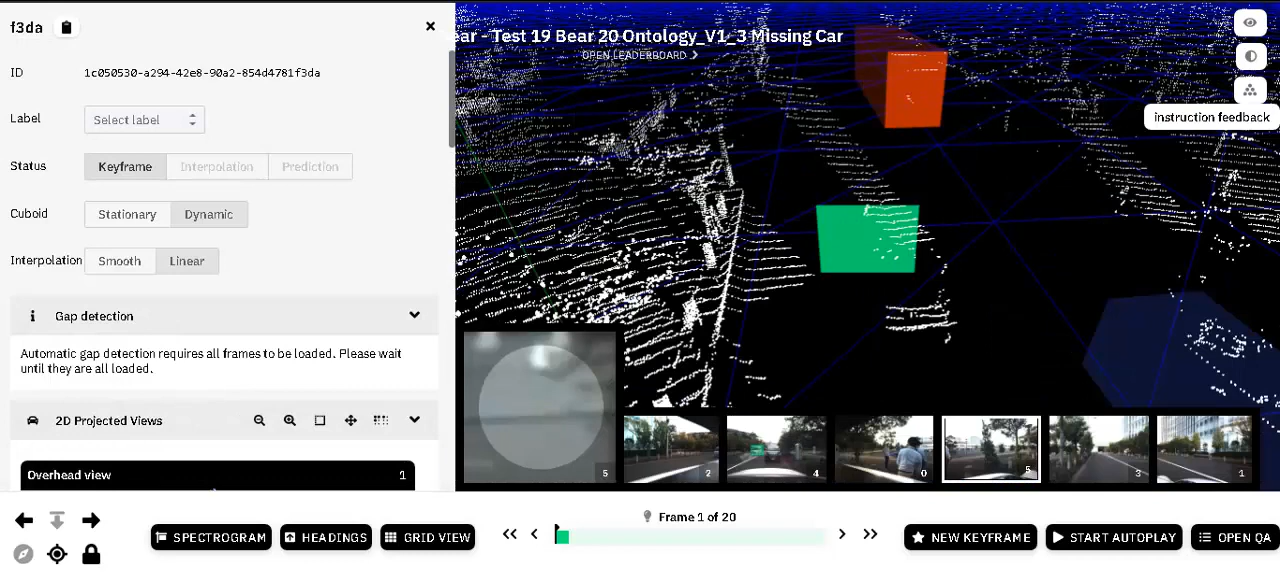 f3da
ear - Test 19 Bear 20 Ontology_V1_3 Missing Car
OPEN LEADERBOARD
ID 1c050530-a294-42e8-90a2-854d4781f3da
instruction feedback
Label Select label
Status Keyframe Interpolation Prediction
Cuboid Stationary Dynamic
Interpolation Smooth Linear
Gap detection
Automatic gap detection requires all frames to be loaded. Please wait
until they are all loaded.
2D Projected Views
Overhead view 1
5 2 4 0 5 3 1
Frame 1 of 20
SPECTROGRAM HEADINGS GRID VIEW NEW KEYFRAME START AUTOPLAY OPEN QA